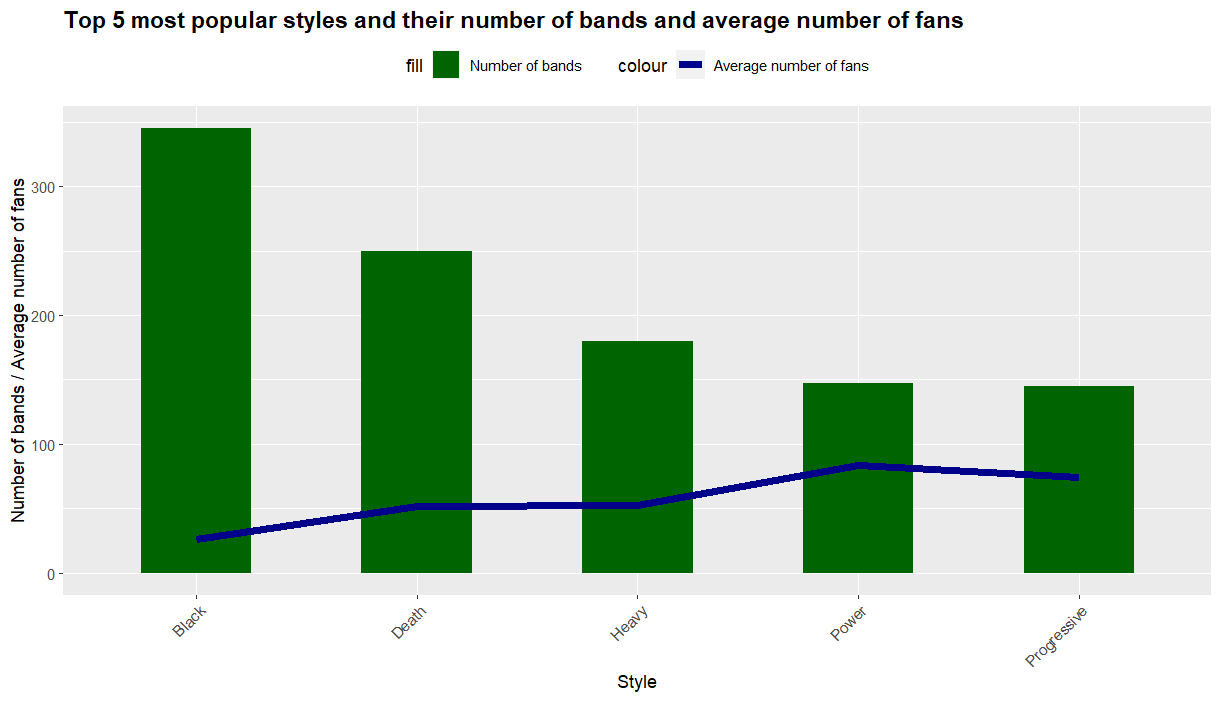 Top 5 most popular styles and their number of bands and average number of fans
fill Number of bands colour Average number of fans
Number of bands / Average number of fans
300
200
100
0
Black Death Heavy Power Progressive
Style